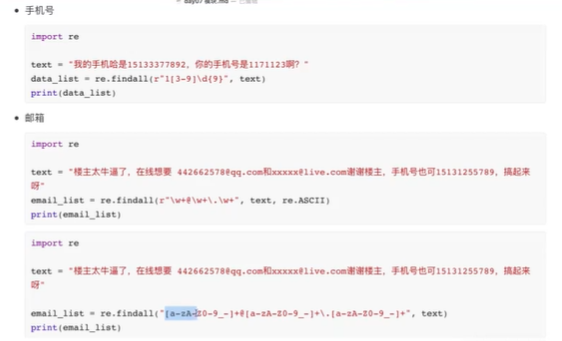 day07 模块.md — 已编辑
手机号
import re
text = "我的手机哈是15133377892，你的手机号是1171123啊？"
data_list = re.findall(r"1[3-9]\d{9}", text)
print(data_list)
邮箱
import re
text = "楼主太牛逼了，在线想要 442662578@qq.com和xxxxx@live.com谢谢楼主，手机号也可15131255789，搞起来
呀"
email_list = re.findall(r"\w+@\w+\.\w+", text, re.ASCII)
print(email_list)
import re
text = "楼主太牛逼了，在线想要 442662578@qq.com和xxxxx@live.com谢谢楼主，手机号也可15131255789，搞起来
呀"
email_list = re.findall("[a-zA-Z0-9_-]+@[a-zA-Z0-9_-]+\.[a-zA-Z0-9_-]+", text)
print(email_list)